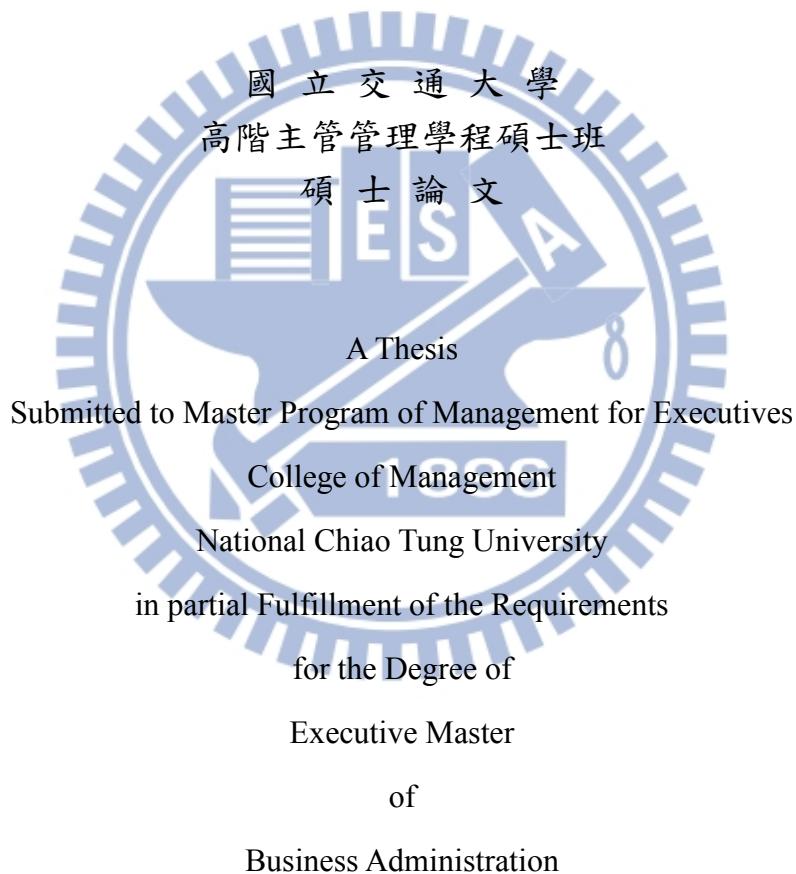 國 立 交 通 大 學
高階主管管理學程碩士班
碩 士 論 文
E S A
A Thesis
8
Submitted to Master Program of Management for Executives
College of Management
1896
National Chiao Tung University
in partial Fulfillment of the Requirements
for the Degree of
Executive Master
of
Business Administration